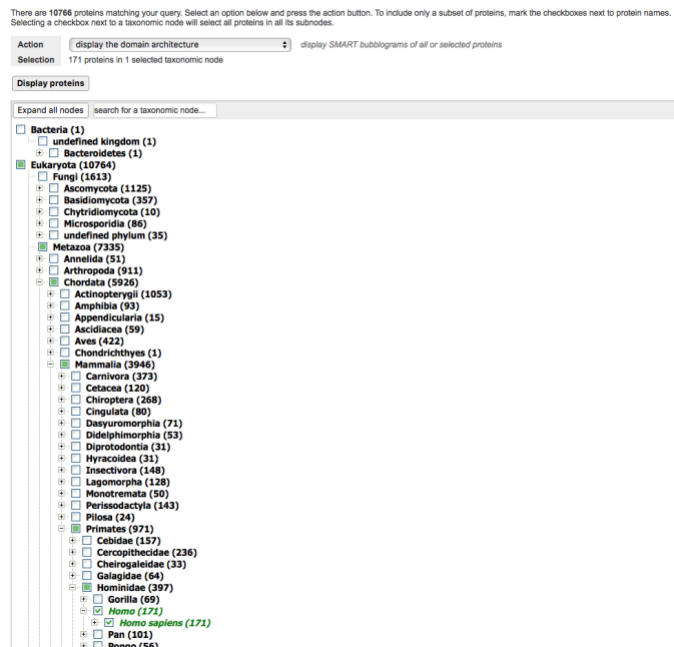 There are 10766 proteins matching your query. Select an option below and press the action button. To include only a subset of proteins, mark the checkboxes next to protein names.
Selecting a checkbox next to a taxonomic node will select all proteins in all its subnodes.
Action display the domain architecture display SMART bubblograms of all or selected proteins
Selection 171 proteins in 1 selected taxonomic node
Display proteins
Expand all nodes search for a taxonomic node...
Bacteria (1)
undefined kingdom (1)
Bacteroidetes (1)
Eukaryota (10764)
Fungi (1613)
Ascomycota (1125)
Basidiomycota (357)
Chytridiomycota (10)
Microsporidia (86)
undefined phylum (35)
Metazoa (7335)
Annelida (51)
Arthropoda (911)
Chordata (5926)
Actinopterygii (1053)
Amphibia (93)
Appendicularia (15)
Ascidiacea (59)
Aves (422)
Chondrichthyes (1)
Mammalia (3946)
Carnivora (373)
Cetacea (120)
Chiroptera (268)
Cingulata (80)
Dasyuromorphia (71)
Didelphimorphia (53)
Diprotodontia (31)
Hyracoidea (31)
Insectivora (148)
Lagomorpha (128)
Monotremata (50)
Perissodactyla (143)
Pilosa (24)
Primates (971)
Cebidae (157)
Cercopithecidae (236)
Cheirogaleidae (33)
Galagidae (64)
Hominidae (397)
Gorilla (69)
Homo (171)
Homo sapiens (171)
Pan (101)
Pongo (56)